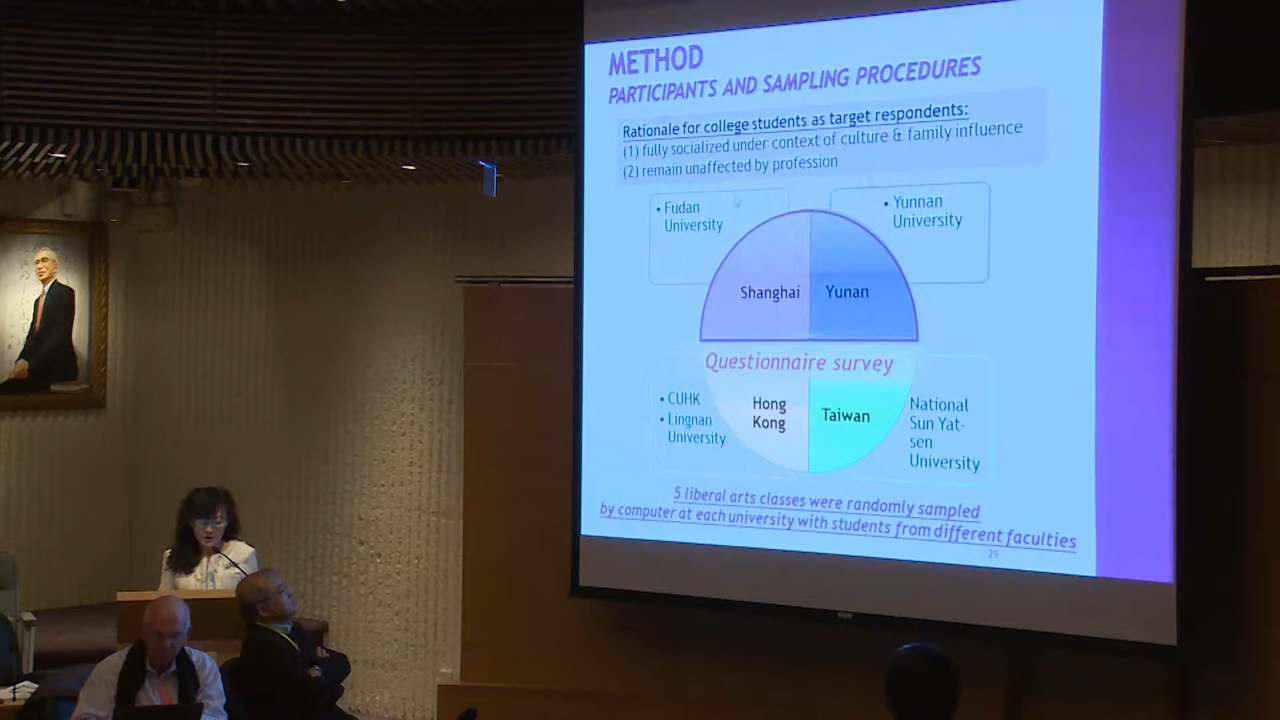 METHOD
PARTICIPANTS AND SAMPLING PROCEDURES
Rationale for college students as target respondents:
(1) fully socialized under context of culture & family influence
(2) remain unaffected by profession
• Fudan
University
• Yunnan
University
Shanghai
Yunan
Questionnaire survey
• CUHK
• Lingnan
University
Hong
Kong
Taiwan
National
Sun Yat-
sen
University
5 liberal arts classes were randomly sampled
by computer at each university with students from different faculties
29